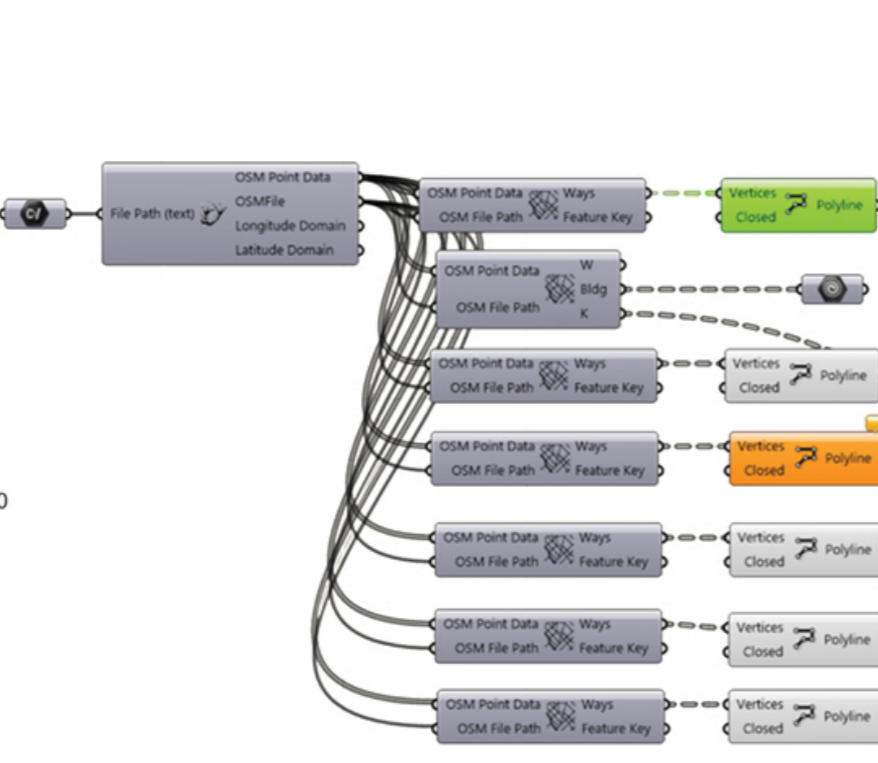 C:/
File Path (text)
OSM Point Data
OSMFile
Longitude Domain
Latitude Domain
OSM Point Data Ways
OSM File Path Feature Key
Vertices
Closed
Polyline
OSM Point Data
OSM File Path
W
Bldg
K
OSM Point Data Ways
OSM File Path Feature Key
Vertices
Closed
Polyline
OSM Point Data Ways
OSM File Path Feature Key
Vertices
Closed
Polyline
0
OSM Point Data Ways
OSM File Path Feature Key
Vertices
Closed
Polyline
OSM Point Data Ways
OSM File Path Feature Key
Vertices
Closed
Polyline
OSM Point Data Ways
OSM File Path Feature Key
Vertices
Closed
Polyline